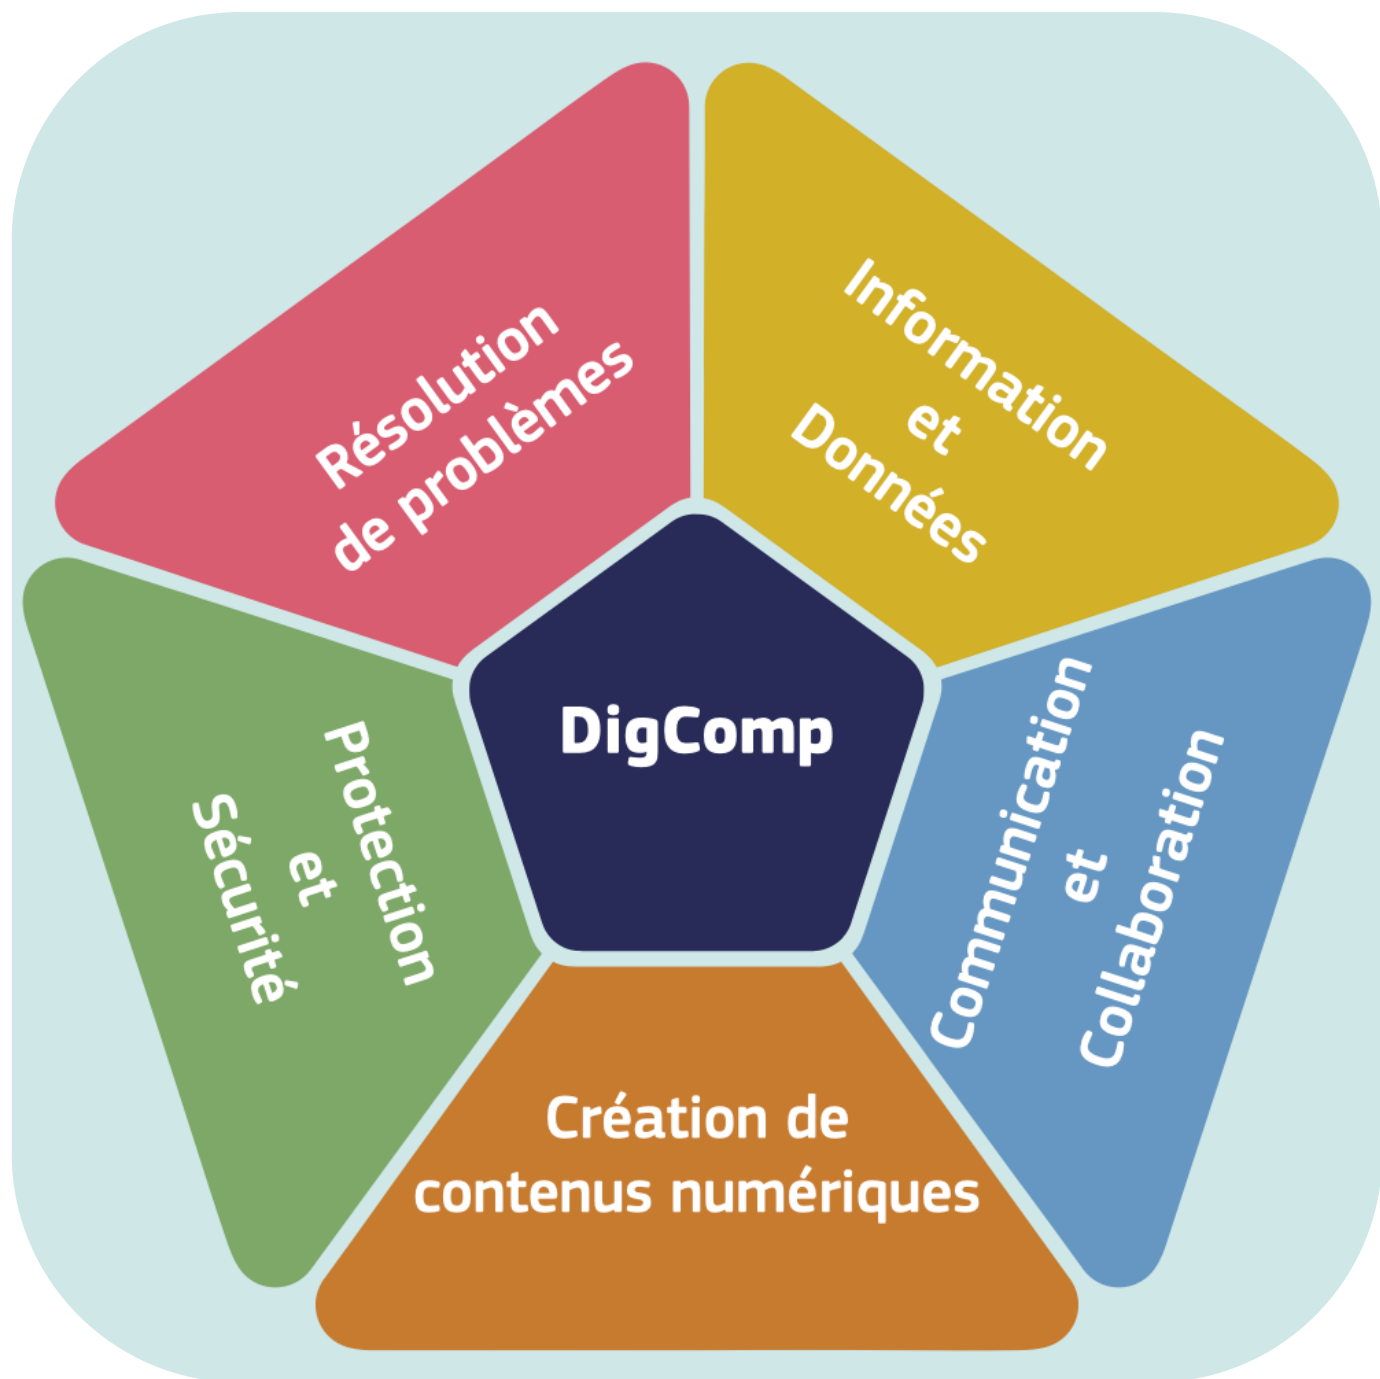 Résolution
de problèmes
Information
et
Données
DigComp
Protection
et
Sécurité
Communication
et
Collaboration
Création de
contenus numériques